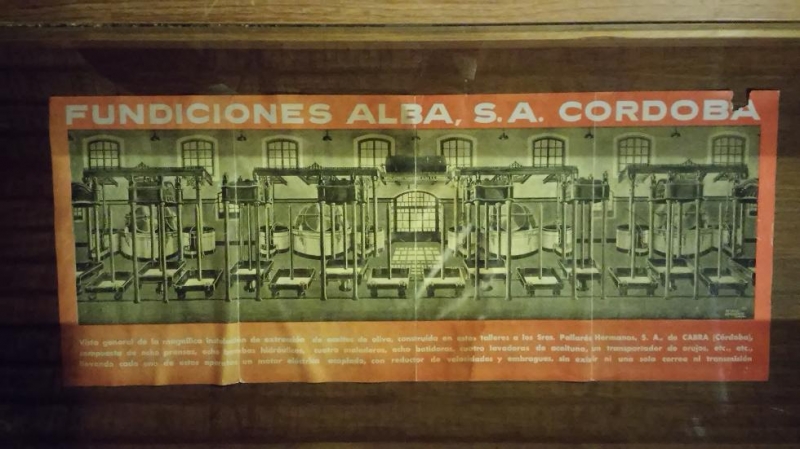 FUNDICIONES ALBA, S.A. CORDOBA
Vista general de la magnífica instalación de extracción de aceites de oliva, construida en estos talleres a los Sres. Pallarés Hermanos, S. A., de CABRA (Córdoba),
compuesta de ocho prensas, ocho bombas hidráulicas, cuatro moledoras, ocho batidoras, cuatro lavadoras de aceituna, un transportador de orujos, etc., etc.,
llevando cada uno de estos aparatos un motor eléctrico acoplado, con reductor de velocidades y embragues, sin existir ni una sola correa ni transmisión